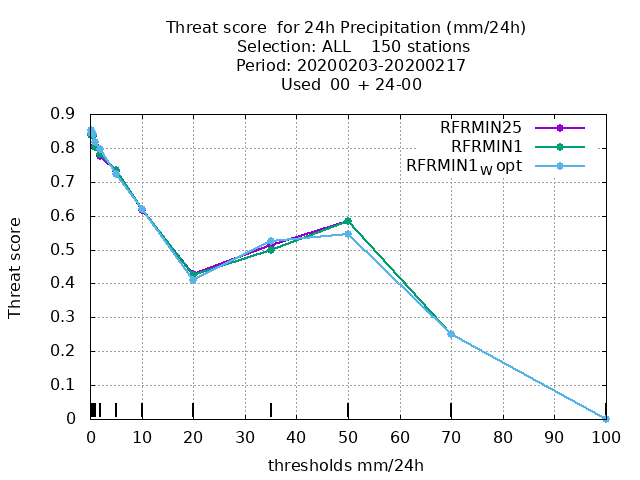 Threat score  for 24h Precipitation (mm/24h)
Selection: ALL    150 stations
Period: 20200203-20200217
Used  00 + 24-00
RFRMIN25
RFRMIN1
RFRMIN1W opt
Threat score
0.9
0.8
0.7
0.6
0.5
0.4
0.3
0.2
0.1
0
0 10 20 30 40 50 60 70 80 90 100
thresholds mm/24h